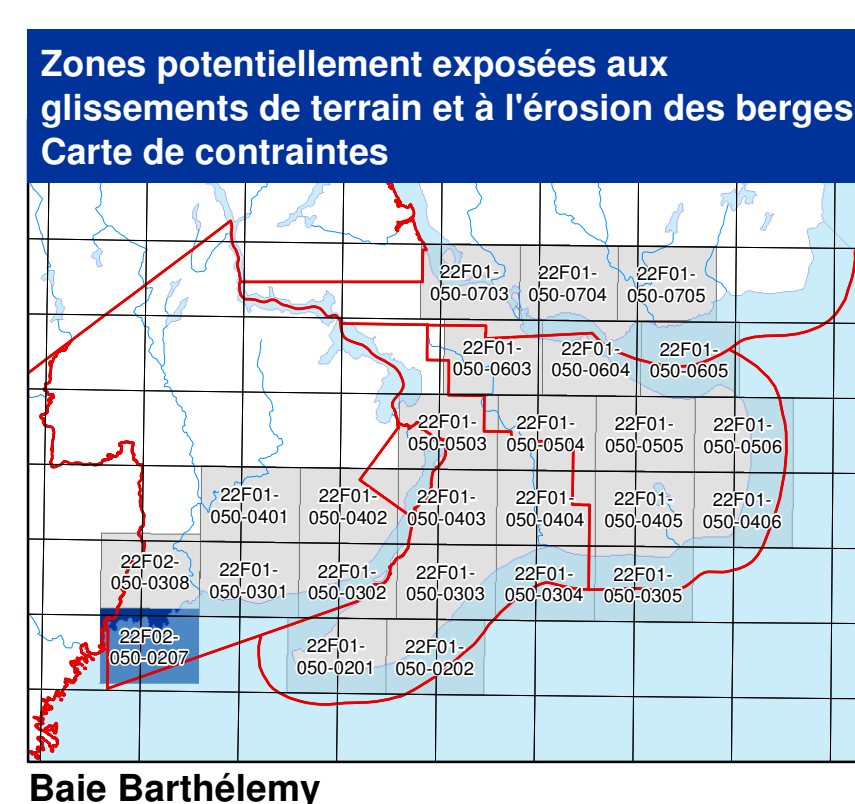 Zones potentiellement exposées aux
glissements de terrain et à l'érosion des berges
Carte de contraintes
22F01-
050-0703
22F01-
050-0704
22F01-
050-0705
22F01-
050-0603
22F01-
050-0604
22F01-
050-0605
22F01-
050-0503
22F01-
050-0504
22F01-
050-0505
22F01-
050-0506
22F01-
050-0401
22F01-
050-0402
22F01-
050-0403
22F01-
050-0404
22F01-
050-0405
22F01-
050-0406
22F02-
050-0308
22F01-
050-0301
22F01-
050-0302
22F01-
050-0303
22F01-
050-0304
22F01-
050-0305
22F02-
050-0207
22F01-
050-0201
22F01-
050-0202
Baie Barthélemy